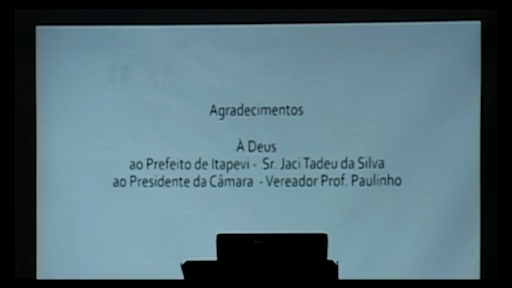 Agradecimentos
À Deus
ao Prefeito de Itapevi - Sr. Jaci Tadeu da Silva
ao Presidente da Câmara - Vereador Prof. Paulinho